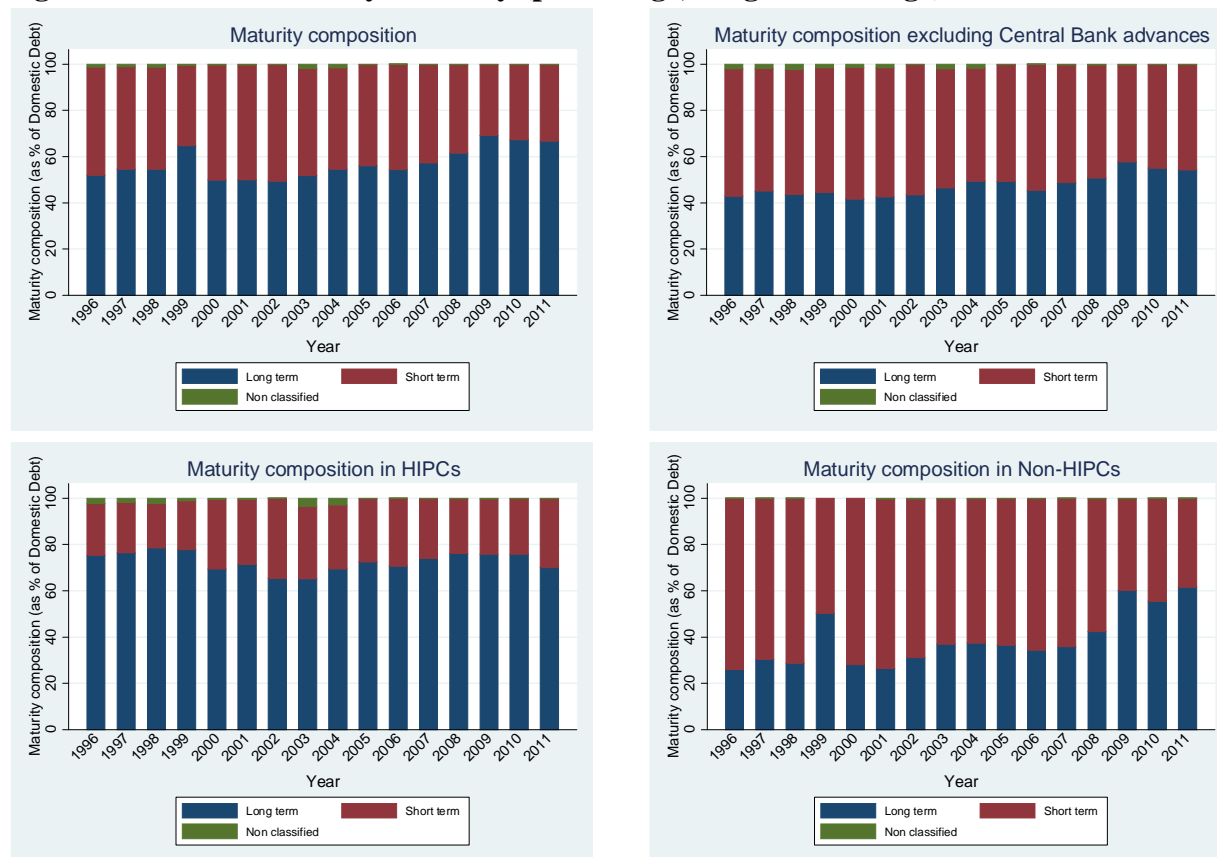 Maturity composition
Maturity composition (as % of Domestic Debt)
100
80
60
40
20
0
1996 1997 1998 1999 2000 2001 2002 2003 2004 2005 2006 2007 2008 2009 2010 2011
Year
Long term Short term
Non classified
Maturity composition excluding Central Bank advances
Maturity composition (as % of Domestic Debt)
100
80
60
40
20
0
1996 1997 1998 1999 2000 2001 2002 2003 2004 2005 2006 2007 2008 2009 2010 2011
Year
Long term Short term
Non classified
Maturity composition in HIPCs
Maturity composition (as % of Domestic Debt)
100
80
60
40
20
0
1996 1997 1998 1999 2000 2001 2002 2003 2004 2005 2006 2007 2008 2009 2010 2011
Year
Long term Short term
Non classified
Maturity composition in Non-HIPCs
Maturity composition (as % of Domestic Debt)
100
80
60
40
20
0
1996 1997 1998 1999 2000 2001 2002 2003 2004 2005 2006 2007 2008 2009 2010 2011
Year
Long term Short term
Non classified